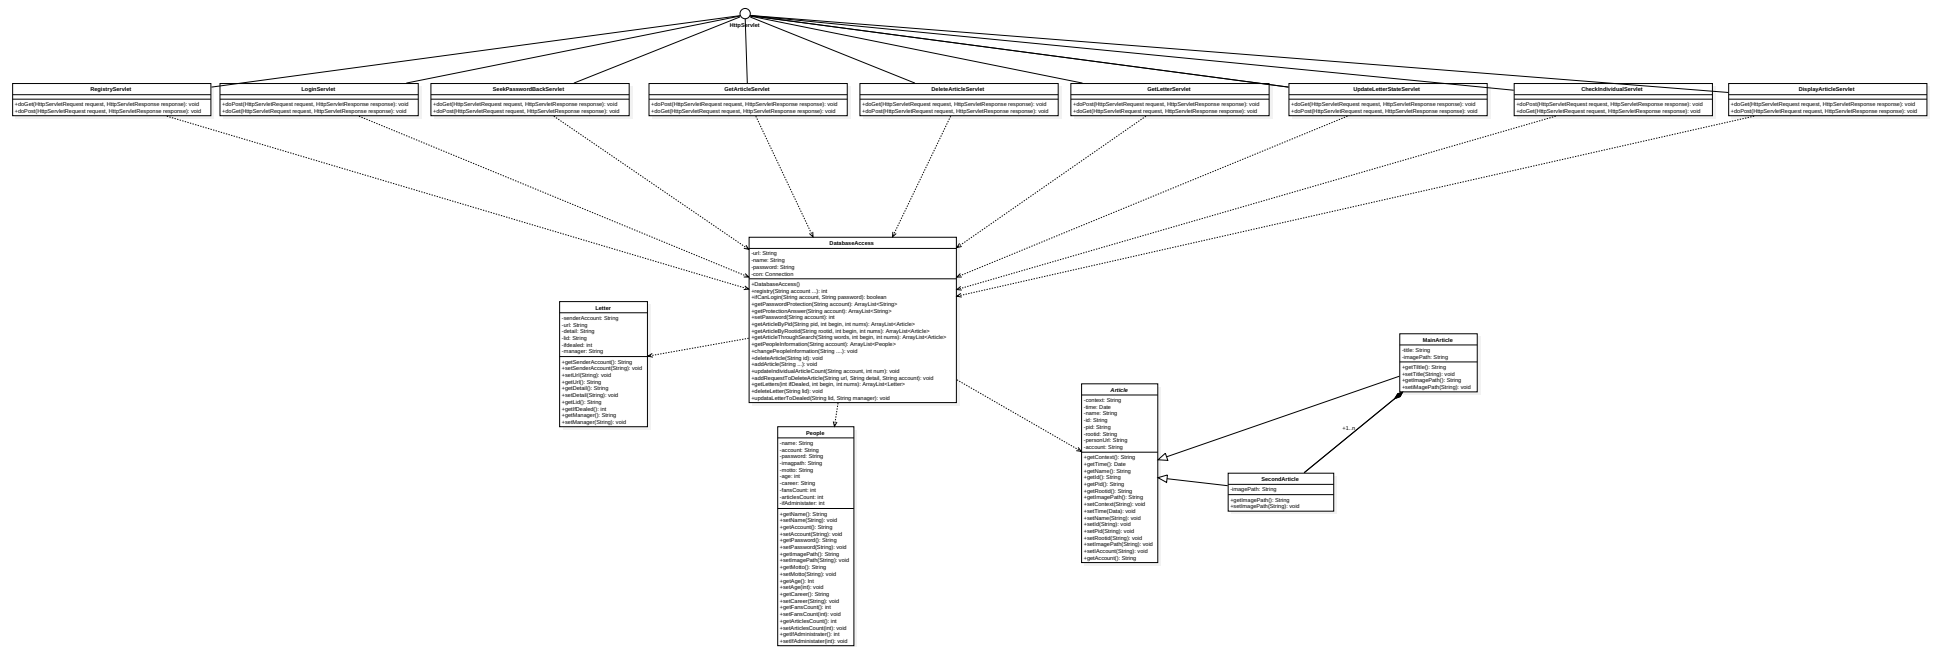 HttpServlet
RegistryServlet
+doGet(HttpServletRequest request, HttpServletResponse response): void
+doPost(HttpServletRequest request, HttpServletResponse response): void
LoginServlet
+doPost(HttpServletRequest request, HttpServletResponse response): void
+doGet(HttpServletRequest request, HttpServletResponse response): void
SeekPasswordBackServlet
+doGet(HttpServletRequest request, HttpServletResponse response): void
+doPost(HttpServletRequest request, HttpServletResponse response): void
GetArticleServlet
+doPost(HttpServletRequest request, HttpServletResponse response): void
+doGet(HttpServletRequest request, HttpServletResponse response): void
DeleteArticleServlet
+doGet(HttpServletRequest request, HttpServletResponse response): void
+doPost(HttpServletRequest request, HttpServletResponse response): void
GetLetterServlet
+doPost(HttpServletRequest request, HttpServletResponse response): void
+doGet(HttpServletRequest request, HttpServletResponse response): void
UpdateLetterStateServlet
+doGet(HttpServletRequest request, HttpServletResponse response): void
+doPost(HttpServletRequest request, HttpServletResponse response): void
CheckIndividualServlet
+doPost(HttpServletRequest request, HttpServletResponse response): void
+doGet(HttpServletRequest request, HttpServletResponse response): void
DisplayArticleServlet
+doGet(HttpServletRequest request, HttpServletResponse response): void
+doPost(HttpServletRequest request, HttpServletResponse response): void
DatabaseAccess
-url: String
-name: String
-password: String
-con: Connection
+DatabaseAccess()
+registry(String account ...): int
+ifCanLogin(String account, String password): boolean
+getPasswordProtection(String account): ArrayList<String>
+getProtectionAnswer(String account): ArrayList<String>
+setPassword(String account): int
+getArticleByPid(String pid, int begin, int nums): ArrayList<Article>
+getArticleByRootid(String rootid, int begin, int nums): ArrayList<Article>
+getArticleThroughSearch(String words, int begin, int nums): ArrayList<Article>
+getPeopleInformation(String account): ArrayList<People>
+changePeopleInformation(String ....): void
+deleteArticle(String id): void
+addArticle(String ...): void
+updateIndividualArticleCount(String account, int num): void
+addRequestToDeleteArticle(String url, String detail, String account): void
+getLetters(int ifDealed, int begin, int nums): ArrayList<Letter>
+deleteLetter(String lid): void
+updataLetterToDealed(String lid, String manager): void
Letter
-senderAccount: String
-url: String
-detail: String
-lid: String
-ifdealed: int
-manager: String
+getSenderAccount(): String
+setSenderAccount(String): void
+setUrl(String): void
+getUrl(): String
+getDetail(): String
+setDetail(String): void
+getLid(): String
+getIfDealed(): int
+getManager(): String
+setManager(String): void
People
-name: String
-account: String
-password: String
-imagpath: String
-motto: String
-age: int
-career: String
-fansCount: int
-articlesCount: int
-ifAdministater: int
+getName(): String
+setName(String): void
+getAccount(): String
+setAccount(String): void
+getPassword(): String
+setPassword(String): void
+getImagePath(): String
+setImagePath(String): void
+getMotto(): String
+setMotto(String): void
+getAge(): Int
+setAge(int): void
+getCareer(): String
+setCareer(String): void
+getFansCount(): int
+setFansCount(int): void
+getArticlesCount(): int
+setArticlesCount(int): void
+getIfAdministrater(): int
+setIfAdministater(int): void
Article
-context: String
-time: Date
-name: String
-id: String
-pid: String
-rootid: String
-personUrl: String
-account: String
+getContext(): String
+getTime(): Date
+getName(): String
+getId(): String
+getPid(): String
+getRootid(): String
+getImagePath(): String
+setContext(String): void
+setTime(Data): void
+setName(String): void
+setId(String): void
+setPid(String): void
+setRootid(String): void
+setImagePath(String): void
+setAccount(String): void
+getAccount(): String
MainArticle
-title: String
-imagePath: String
+getTiltle(): String
+setTitle(String): void
+getImagePath(): String
+setIMagePath(String): void
+1..n
SecondArticle
-imagePath: String
+getImagePath(): String
+setImagePath(String): void